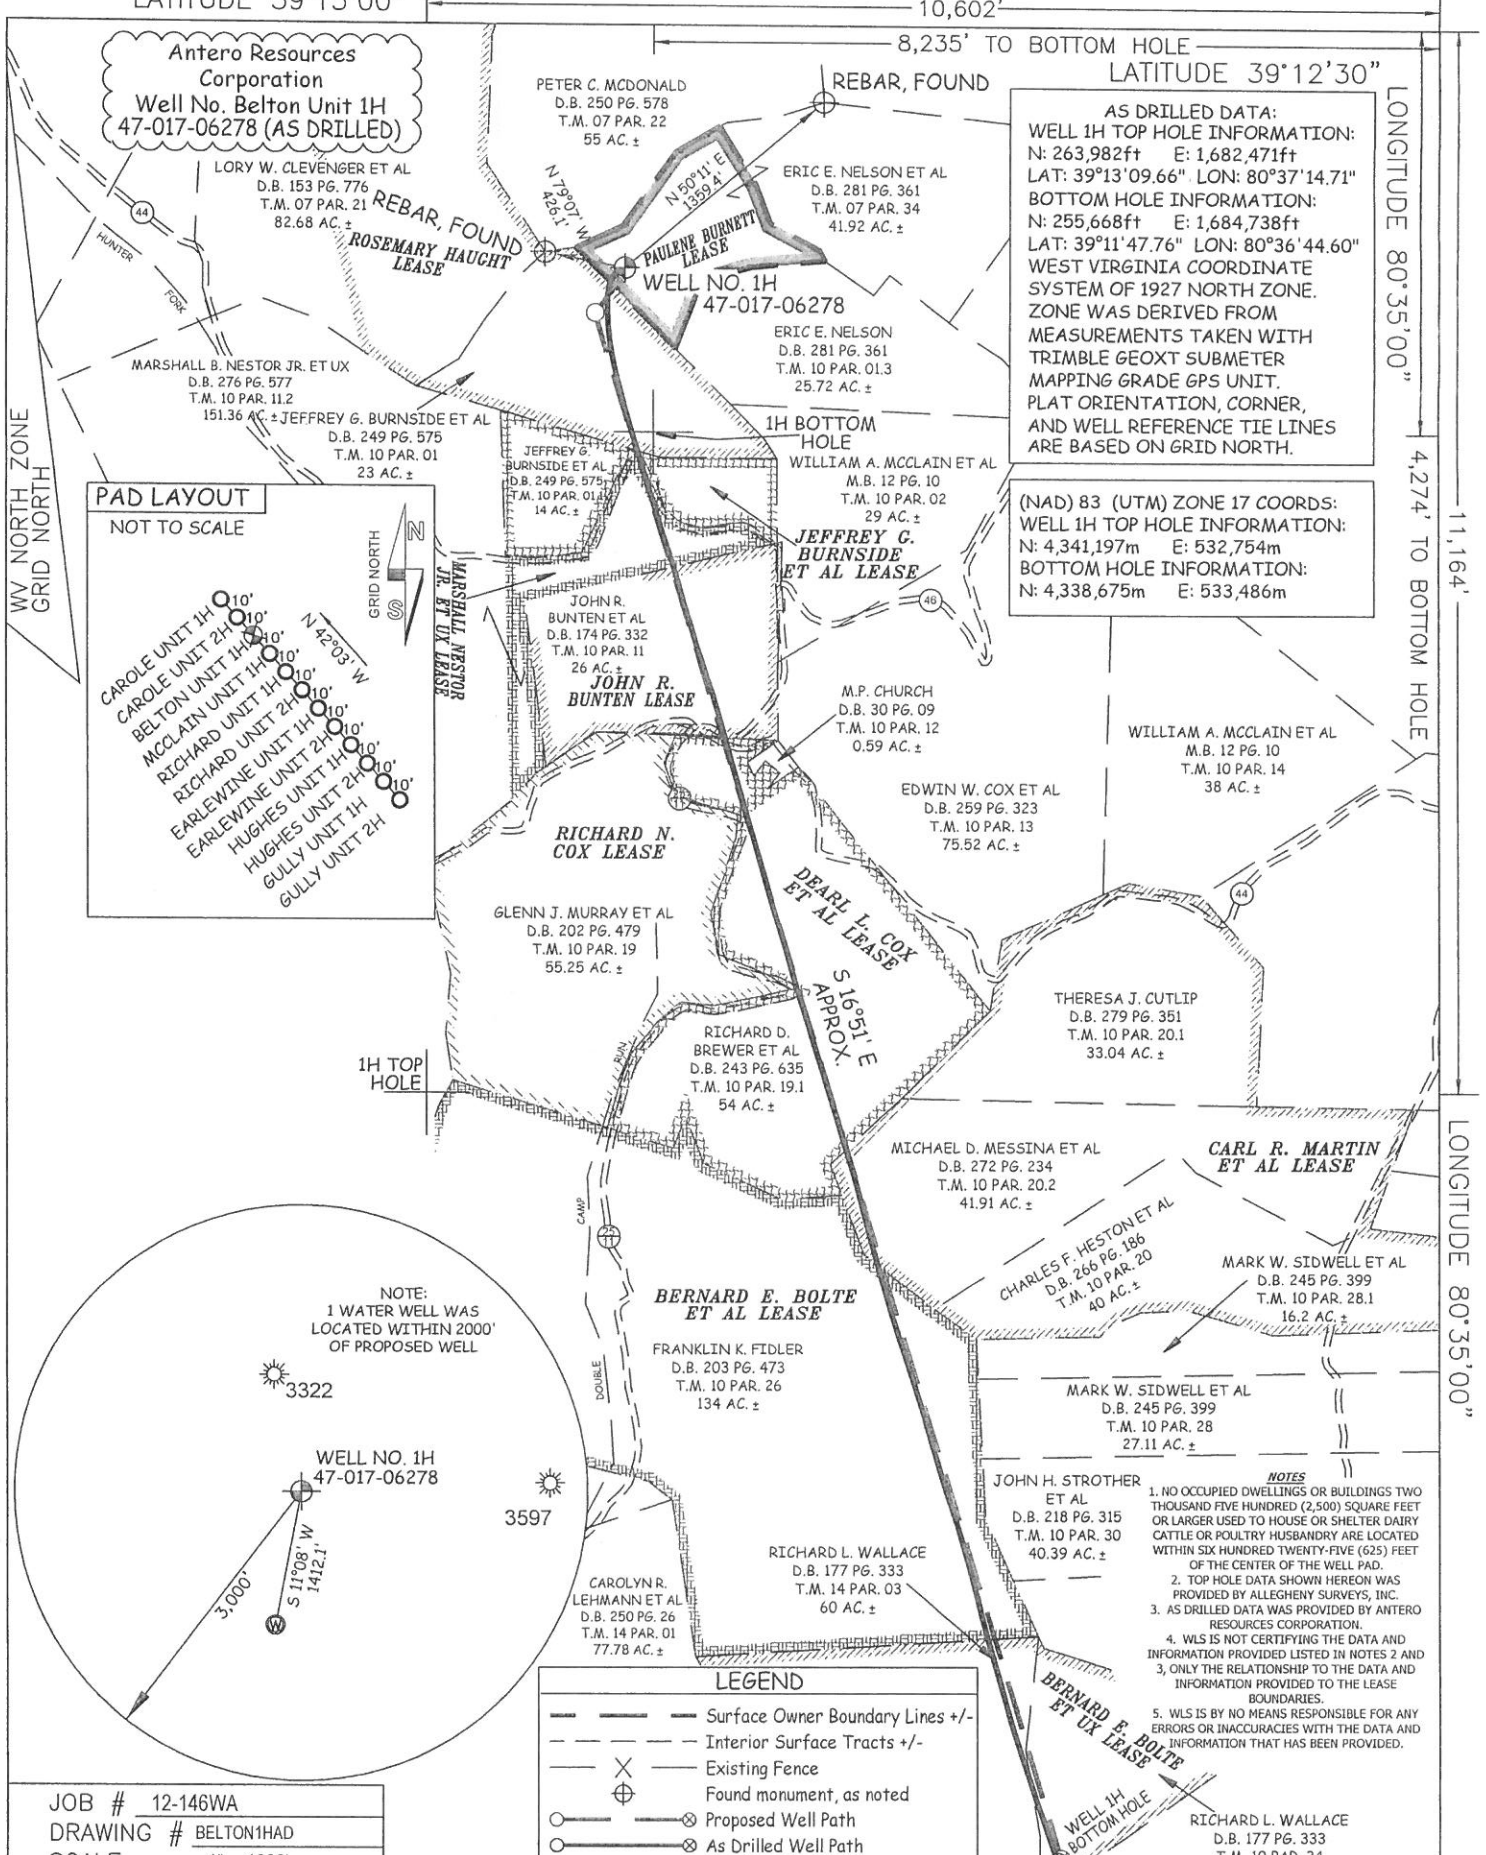 LATITUDE 39°15'00"
10,602'
8,235' TO BOTTOM HOLE
LATITUDE 39°12'30"
Antero Resources
Corporation
Well No. Belton Unit 1H
47-017-06278 (AS DRILLED)
PETER C. MCDONALD
D.B. 250 PG. 578
T.M. 07 PAR. 22
55 AC. ±
REBAR, FOUND
LONGITUDE 80°35'00"
AS DRILLED DATA:
WELL 1H TOP HOLE INFORMATION:
N: 263,982ft E: 1,682,471ft
LAT: 39°13'09.66" LON: 80°37'14.71"
BOTTOM HOLE INFORMATION:
N: 255,668ft E: 1,684,738ft
LAT: 39°11'47.76" LON: 80°36'44.60"
WEST VIRGINIA COORDINATE
SYSTEM OF 1927 NORTH ZONE.
ZONE WAS DERIVED FROM
MEASUREMENTS TAKEN WITH
TRIMBLE GEOXT SUBMETER
MAPPING GRADE GPS UNIT.
PLAT ORIENTATION, CORNER,
AND WELL REFERENCE TIE LINES
ARE BASED ON GRID NORTH.
LORY W. CLEVENGER ET AL
D.B. 153 PG. 776
T.M. 07 PAR. 21
82.68 AC. ±
REBAR, FOUND
ROSEMARY HAUGHT
LEASE
N 79°07' W
426.1'
N 50°11' E
1359.4'
PAULENE BURNETT
LEASE
ERIC E. NELSON ET AL
D.B. 281 PG. 361
T.M. 07 PAR. 34
41.92 AC. ±
44
HUNTER
FORK
WELL NO. 1H
47-017-06278
ERIC E. NELSON
D.B. 281 PG. 361
T.M. 10 PAR. 01.3
25.72 AC. ±
MARSHALL B. NESTOR JR. ET UX
D.B. 276 PG. 577
T.M. 10 PAR. 11.2
151.36 AC. ±
JEFFREY G. BURNSIDE ET AL
D.B. 249 PG. 575
T.M. 10 PAR. 01
23 AC. ±
WV NORTH ZONE
GRID NORTH
JEFFREY G.
BURNSIDE ET AL
D.B. 249 PG. 575
T.M. 10 PAR. 01.1
14 AC. ±
1H BOTTOM
HOLE
WILLIAM A. MCCLAIN ET AL
M.B. 12 PG. 10
T.M. 10 PAR. 02
29 AC. ±
JEFFREY G.
BURNSIDE
ET AL LEASE
4,274' TO BOTTOM HOLE
11,164'
(NAD) 83 (UTM) ZONE 17 COORDS:
WELL 1H TOP HOLE INFORMATION:
N: 4,341,197m E: 532,754m
BOTTOM HOLE INFORMATION:
N: 4,338,675m E: 533,486m
PAD LAYOUT
NOT TO SCALE
GRID NORTH
N
S
N 42°03' W
CAROLE UNIT 1H
10'
CAROLE UNIT 2H
10'
BELTON UNIT 1H
10'
MCCLAIN UNIT 1H
10'
RICHARD UNIT 1H
10'
RICHARD UNIT 2H
10'
EARLEWINE UNIT 1H
10'
EARLEWINE UNIT 2H
10'
HUGHES UNIT 1H
10'
HUGHES UNIT 2H
10'
GULLY UNIT 1H
10'
GULLY UNIT 2H
MARSHALL NESTOR
JR. ET UX LEASE
JOHN R.
BUNTEN ET AL
D.B. 174 PG. 332
T.M. 10 PAR. 11
26 AC. ±
JOHN R.
BUNTEN LEASE
46
M.P. CHURCH
D.B. 30 PG. 09
T.M. 10 PAR. 12
0.59 AC. ±
WILLIAM A. MCCLAIN ET AL
M.B. 12 PG. 10
T.M. 10 PAR. 14
38 AC. ±
EDWIN W. COX ET AL
D.B. 259 PG. 323
T.M. 10 PAR. 13
75.52 AC. ±
RICHARD N.
COX LEASE
DEARL L. COX
ET AL LEASE
44
GLENN J. MURRAY ET AL
D.B. 202 PG. 479
T.M. 10 PAR. 19
55.25 AC. ±
S 16°51' E
APPROX.
THERESA J. CUTLIP
D.B. 279 PG. 351
T.M. 10 PAR. 20.1
33.04 AC. ±
RICHARD D.
BREWER ET AL
D.B. 243 PG. 635
T.M. 10 PAR. 19.1
54 AC. ±
1H TOP
HOLE
RUN
CAMP
DOUBLE
MICHAEL D. MESSINA ET AL
D.B. 272 PG. 234
T.M. 10 PAR. 20.2
41.91 AC. ±
CARL R. MARTIN
ET AL LEASE
LONGITUDE 80°35'00"
CHARLES F. HESTON ET AL
D.B. 266 PG. 186
T.M. 10 PAR. 20
40 AC. ±
MARK W. SIDWELL ET AL
D.B. 245 PG. 399
T.M. 10 PAR. 28.1
16.2 AC. ±
NOTE:
1 WATER WELL WAS
LOCATED WITHIN 2000'
OF PROPOSED WELL
3322
WELL NO. 1H
47-017-06278
3597
S 11°08' W
1412.1'
3,000'
W
BERNARD E. BOLTE
ET AL LEASE
FRANKLIN K. FIDLER
D.B. 203 PG. 473
T.M. 10 PAR. 26
134 AC. ±
MARK W. SIDWELL ET AL
D.B. 245 PG. 399
T.M. 10 PAR. 28
27.11 AC. ±
JOHN H. STROTHER
ET AL
D.B. 218 PG. 315
T.M. 10 PAR. 30
40.39 AC. ±
RICHARD L. WALLACE
D.B. 177 PG. 333
T.M. 14 PAR. 03
60 AC. ±
CAROLYN R.
LEHMANN ET AL
D.B. 250 PG. 26
T.M. 14 PAR. 01
77.78 AC. ±
NOTES
1. NO OCCUPIED DWELLINGS OR BUILDINGS TWO
THOUSAND FIVE HUNDRED (2,500) SQUARE FEET
OR LARGER USED TO HOUSE OR SHELTER DAIRY
CATTLE OR POULTRY HUSBANDRY ARE LOCATED
WITHIN SIX HUNDRED TWENTY-FIVE (625) FEET
OF THE CENTER OF THE WELL PAD.
2. TOP HOLE DATA SHOWN HEREON WAS
PROVIDED BY ALLEGHENY SURVEYS, INC.
3. AS DRILLED DATA WAS PROVIDED BY ANTERO
RESOURCES CORPORATION.
4. WLS IS NOT CERTIFYING THE DATA AND
INFORMATION PROVIDED LISTED IN NOTES 2 AND
3, ONLY THE RELATIONSHIP TO THE DATA AND
INFORMATION PROVIDED TO THE LEASE
BOUNDARIES.
5. WLS IS BY NO MEANS RESPONSIBLE FOR ANY
ERRORS OR INACCURACIES WITH THE DATA AND
INFORMATION THAT HAS BEEN PROVIDED.
BERNARD E. BOLTE
ET UX LEASE
WELL 1H
BOTTOM HOLE
RICHARD L. WALLACE
D.B. 177 PG. 333
LEGEND
Surface Owner Boundary Lines +/-
Interior Surface Tracts +/-
Existing Fence
Found monument, as noted
Proposed Well Path
As Drilled Well Path
JOB # 12-146WA
DRAWING # BELTON1HAD